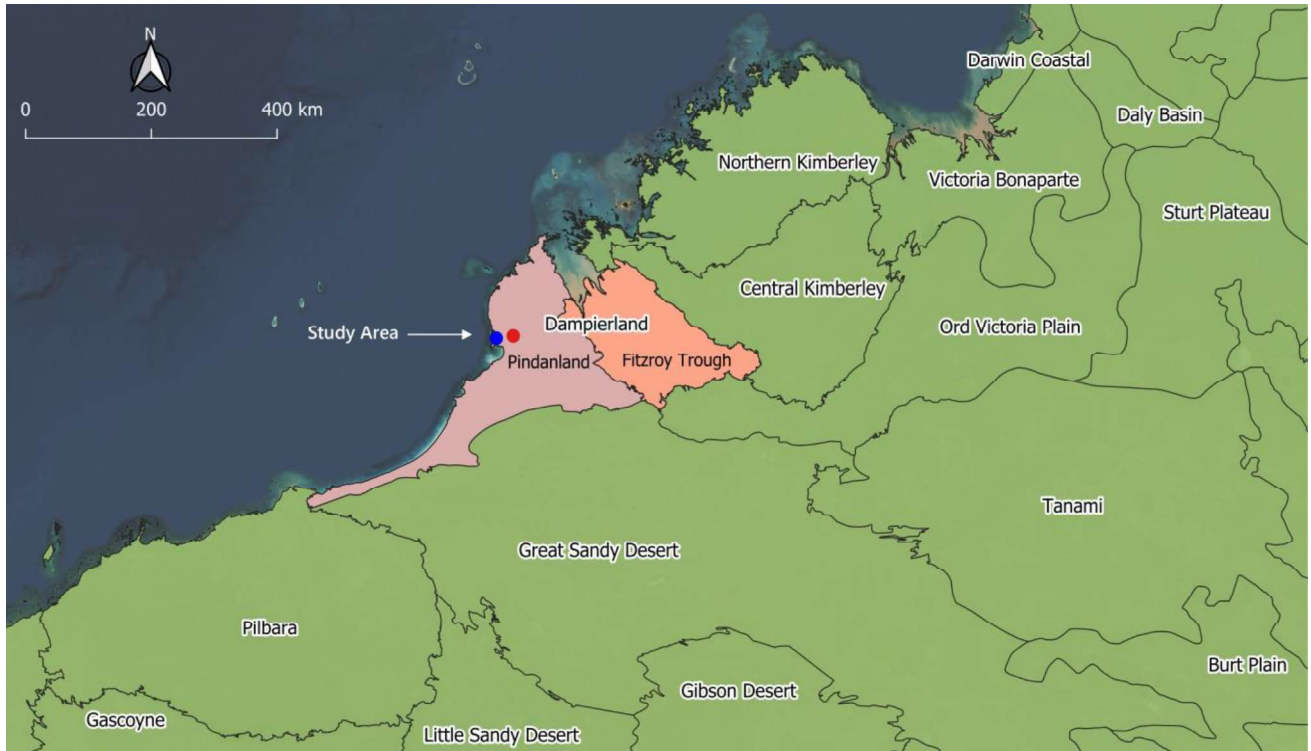 N
0 200 400 km
Darwin Coastal
Daly Basin
Northern Kimberley
Victoria Bonaparte
Sturt Plateau
Central Kimberley
Dampierland
Ord Victoria Plain
Study Area
Pindanland
Fitzroy Trough
Tanami
Great Sandy Desert
Pilbara
Burt Plain
Gibson Desert
Gascoyne
Little Sandy Desert